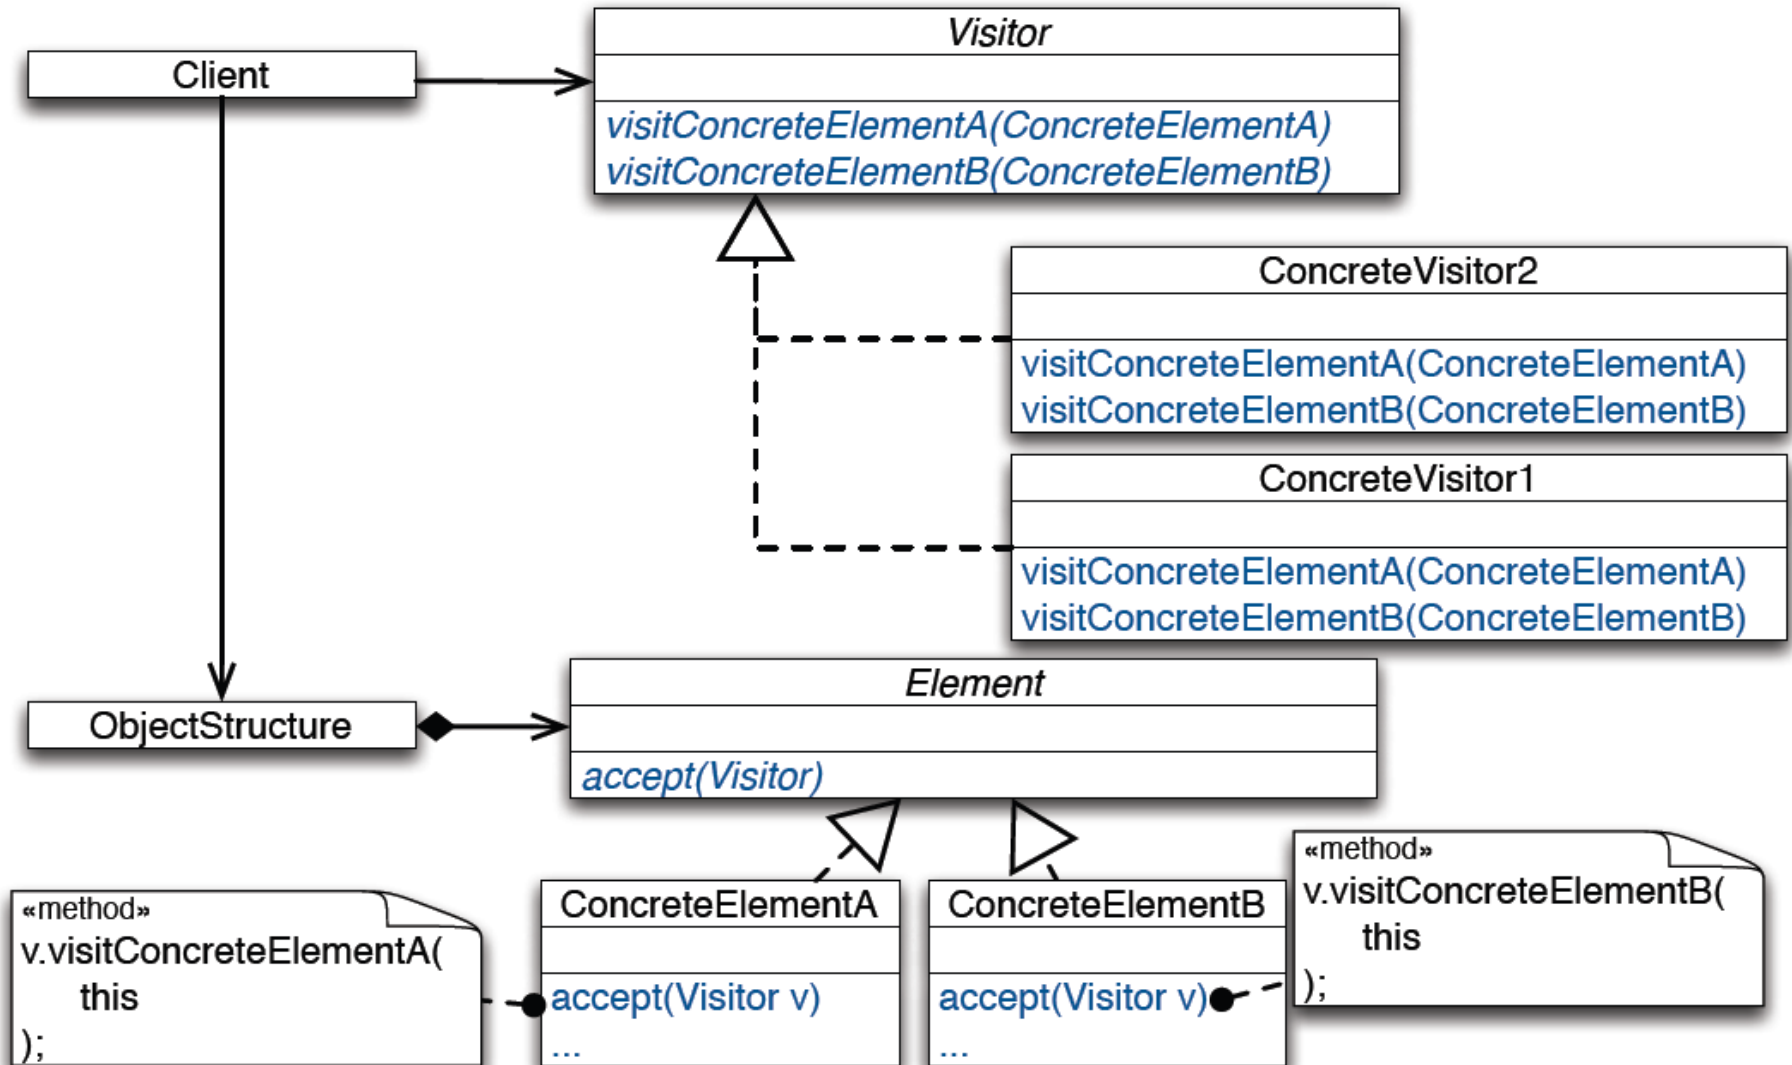 Client
Visitor
visitConcreteElementA(ConcreteElementA)
visitConcreteElementB(ConcreteElementB)
ConcreteVisitor2
visitConcreteElementA(ConcreteElementA)
visitConcreteElementB(ConcreteElementB)
ConcreteVisitor1
visitConcreteElementA(ConcreteElementA)
visitConcreteElementB(ConcreteElementB)
ObjectStructure
Element
accept(Visitor)
«method»
v.visitConcreteElementA(
this
);
ConcreteElementA
accept(Visitor v)
...
ConcreteElementB
accept(Visitor v)
...
«method»
v.visitConcreteElementB(
this
);